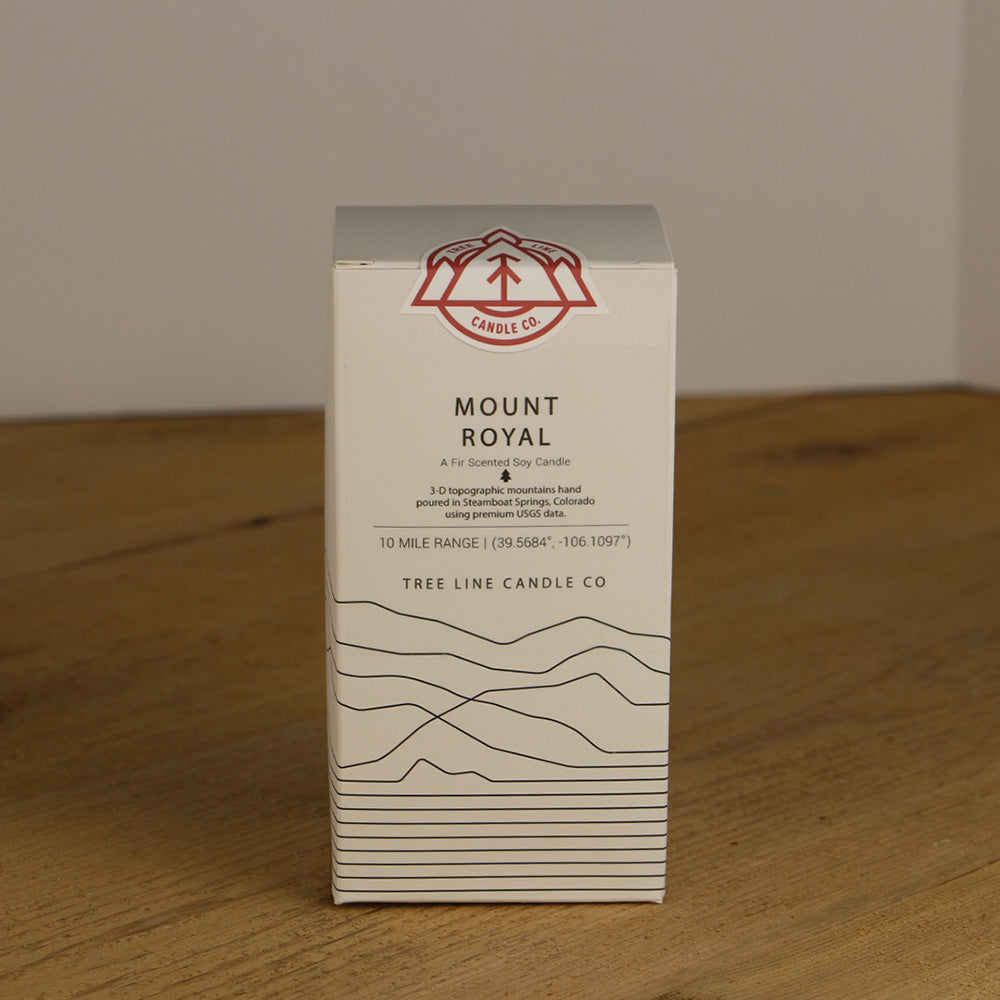 TREE LINE
CANDLE CO.
MOUNT
ROYAL
A Fir Scented Soy Candle
3-D topographic mountains hand
poured in Steamboat Springs, Colorado
using premium USGS data.
10 MILE RANGE | (39.5684°, -106.1097°)
TREE LINE CANDLE CO